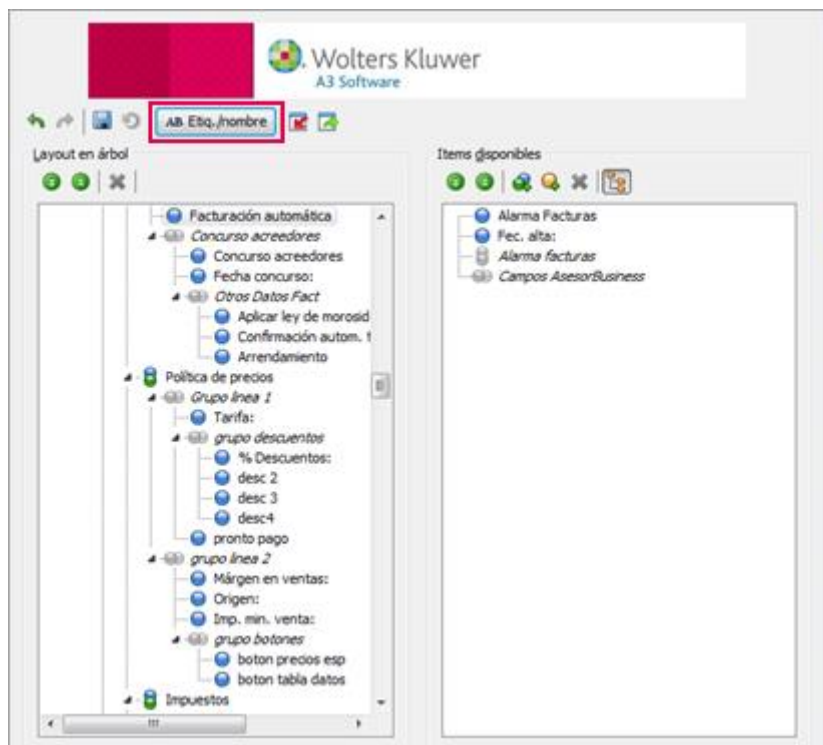 Wolters Kluwer
A3 Software
AB Etiq./nombre
Layout en árbol
Facturación automática
Concurso acreedores
Concurso acreedores
Fecha concurso:
Otros Datos Fact
Aplicar ley de morosid
Confirmación autom. f
Arrendamiento
Política de precios
Grupo linea 1
Tarifa:
grupo descuentos
% Descuentos:
desc 2
desc 3
desc4
pronto pago
grupo linea 2
Márgen en ventas:
Origen:
Imp. min. venta:
grupo botones
boton precios esp
boton tabla datos
Impuestos
Items disponibles
Alarma Facturas
Fec. alta:
Alarma facturas
Campos AsesorBusiness